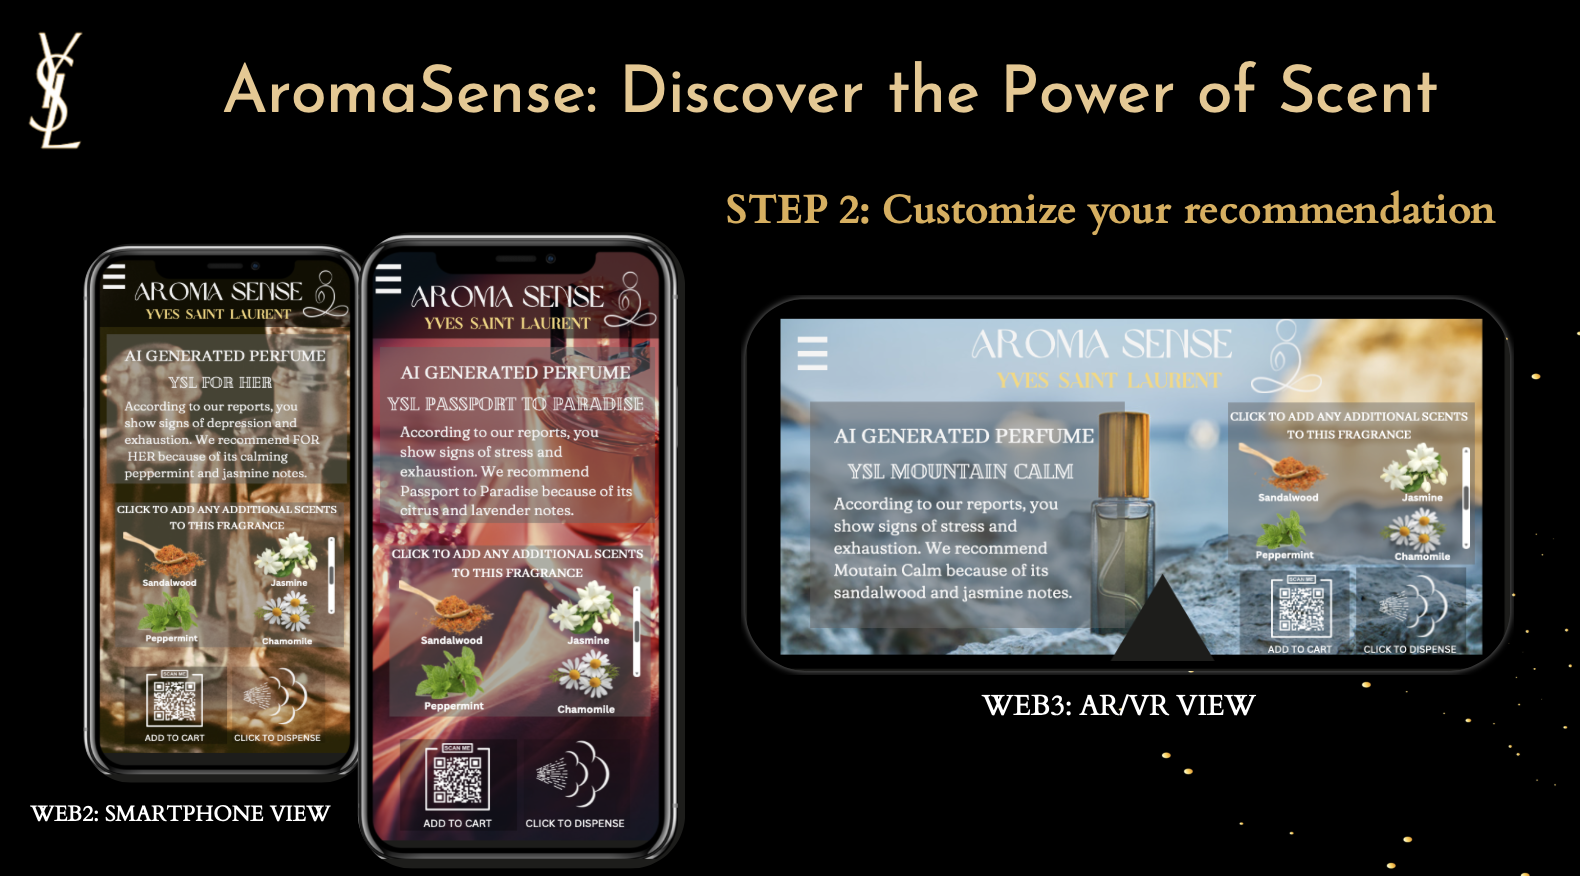 YSL
AromaSense: Discover the Power of Scent
STEP 2: Customize your recommendation
AROMA SENSE
YVES SAINT LAURENT
AI GENERATED PERFUME
YSL FOR HER
According to our reports, you
show signs of depression and
exhaustion. We recommend FOR
HER because of its calming
peppermint and jasmine notes.
CLICK TO ADD ANY ADDITIONAL SCENTS
TO THIS FRAGRANCE
Sandalwood
Jasmine
Peppermint
Chamomile
SCAN ME
ADD TO CART
CLICK TO DISPENSE
WEB2: SMARTPHONE VIEW
AROMA SENSE
YVES SAINT LAURENT
AI GENERATED PERFUME
YSL PASSPORT TO PARADISE
According to our reports, you
show signs of stress and
exhaustion. We recommend
Passport to Paradise because of its
citrus and lavender notes.
CLICK TO ADD ANY ADDITIONAL SCENTS
TO THIS FRAGRANCE
Sandalwood
Jasmine
Peppermint
Chamomile
SCAN ME
ADD TO CART
CLICK TO DISPENSE
AROMA SENSE
YVES SAINT LAURENT
AI GENERATED PERFUME
YSL MOUNTAIN CALM
According to our reports, you
show signs of stress and
exhaustion. We recommend
Moutain Calm because of its
sandalwood and jasmine notes.
CLICK TO ADD ANY ADDITIONAL SCENTS
TO THIS FRAGRANCE
Sandalwood
Jasmine
Peppermint
Chamomile
SCAN ME
ADD TO CART
CLICK TO DISPENSE
WEB3: AR/VR VIEW